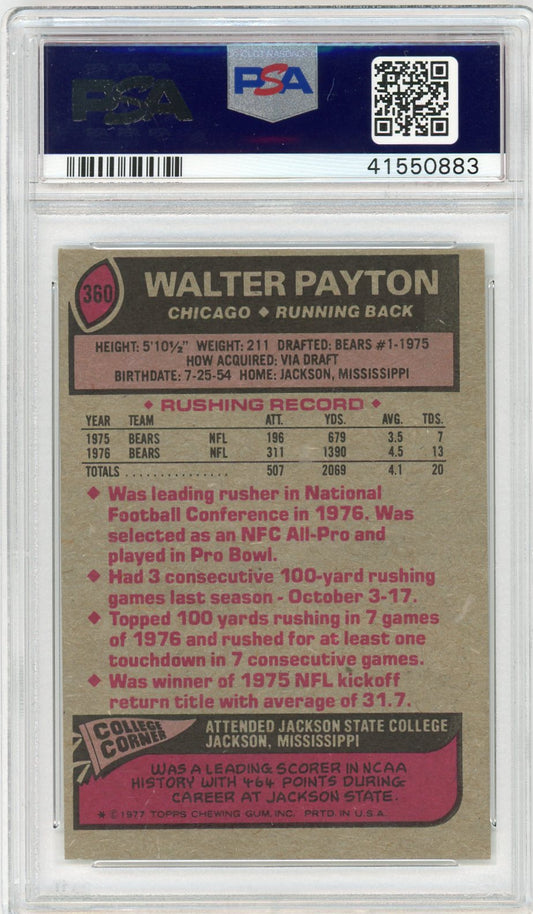 PSA
PSA
41550883
360
WALTER PAYTON
CHICAGO ♦ RUNNING BACK
HEIGHT: 5'10½" WEIGHT: 211 DRAFTED: BEARS #1-1975
HOW ACQUIRED: VIA DRAFT
BIRTHDATE: 7-25-54 HOME: JACKSON, MISSISSIPPI
♦ RUSHING RECORD ♦
YEAR TEAM ATT. YDS. AVG. TDS.
1975 BEARS NFL 196 679 3.5 7
1976 BEARS NFL 311 1390 4.5 13
TOTALS .............. 507 2069 4.1 20
♦ Was leading rusher in National
Football Conference in 1976. Was
selected as an NFC All-Pro and
played in Pro Bowl.
♦ Had 3 consecutive 100-yard rushing
games last season - October 3-17.
♦ Topped 100 yards rushing in 7 games
of 1976 and rushed for at least one
touchdown in 7 consecutive games.
♦ Was winner of 1975 NFL kickoff
return title with average of 31.7.
COLLEGE
CORNER
ATTENDED JACKSON STATE COLLEGE
JACKSON, MISSISSIPPI
WAS A LEADING SCORER IN NCAA
HISTORY WITH 464 POINTS DURING
CAREER AT JACKSON STATE.
* © 1977 TOPPS CHEWING GUM, INC. PRTD. IN U.S.A.